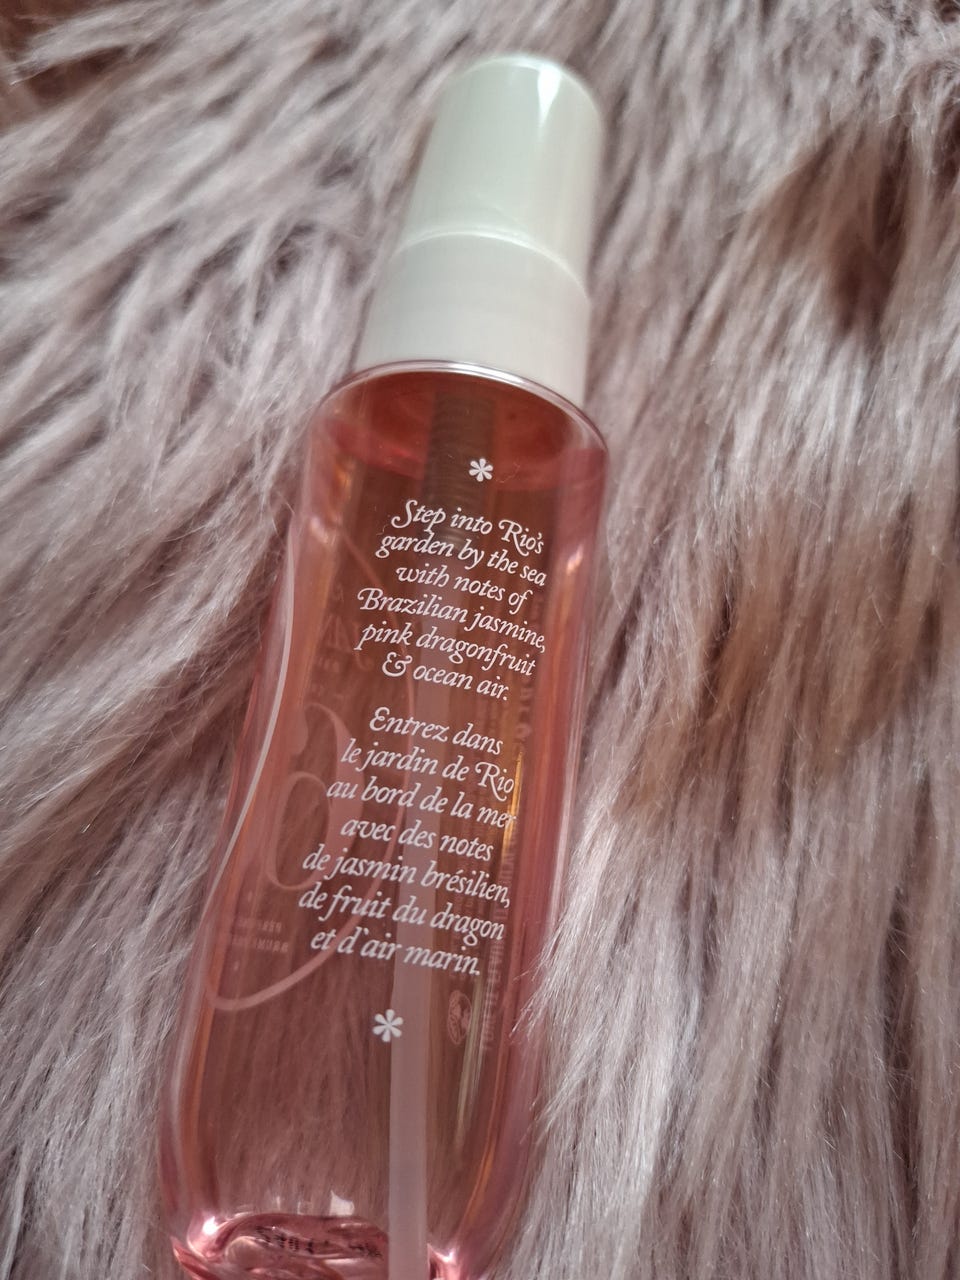 Step into Rio's
garden by the sea
with notes of
Brazilian jasmine,
pink dragonfruit
& ocean air.
Entrez dans
le jardin de Rio
au bord de la mer
avec des notes
de jasmin brésilien,
de fruit du dragon
et d'air marin.